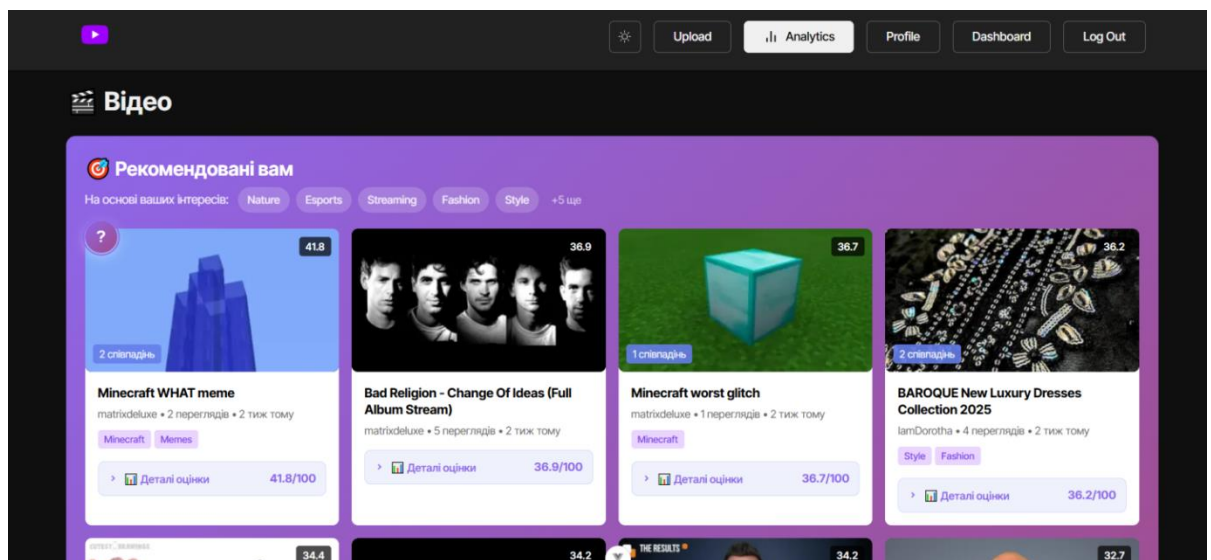 Upload
Analytics
Profile
Dashboard
Log Out
🎬 Відео
🎯 Рекомендовані вам
На основі ваших інтересів: Nature Esports Streaming Fashion Style +5 ще
?
41.8
2 співпадінь
Minecraft WHAT meme
matrixdeluxe • 2 переглядів • 2 тиж тому
Minecraft Memes
› 📊 Деталі оцінки 41.8/100
36.9
Bad Religion - Change Of Ideas (Full
Album Stream)
matrixdeluxe • 5 переглядів • 2 тиж тому
› 📊 Деталі оцінки 36.9/100
36.7
1 співпадінь
Minecraft worst glitch
matrixdeluxe • 1 переглядів • 2 тиж тому
Minecraft
› 📊 Деталі оцінки 36.7/100
36.2
2 співпадінь
BAROQUE New Luxury Dresses
Collection 2025
IamDorotha • 4 переглядів • 2 тиж тому
Style Fashion
› 📊 Деталі оцінки 36.2/100
34.4
34.2
THE RESULTS
34.2
32.7